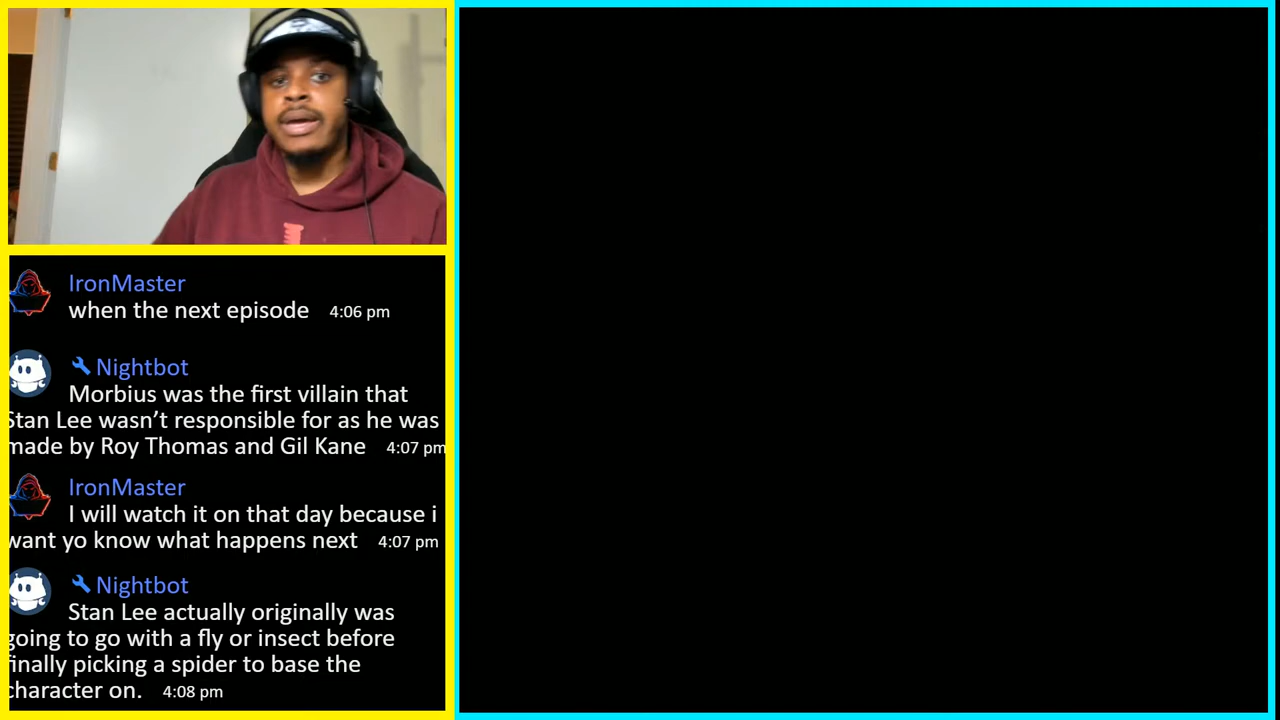 IronMaster
when the next episode 4:06 pm
Nightbot
Morbius was the first villain that
Stan Lee wasn’t responsible for as he was
made by Roy Thomas and Gil Kane 4:07 pm
IronMaster
I will watch it on that day because i
want yo know what happens next 4:07 pm
Nightbot
Stan Lee actually originally was
going to go with a fly or insect before
finally picking a spider to base the
character on. 4:08 pm